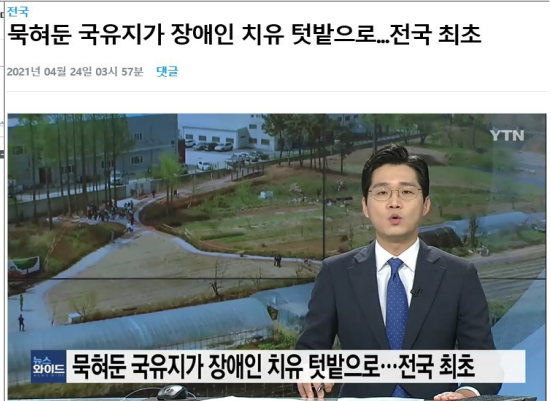 전국
묵혀둔 국유지가 장애인 치유 텃밭으로...전국 최초
2021년 04월 24일 03시 57분 댓글
YTN
뉴스
와이드
묵혀둔 국유지가 장애인 치유 텃밭으로…전국 최초